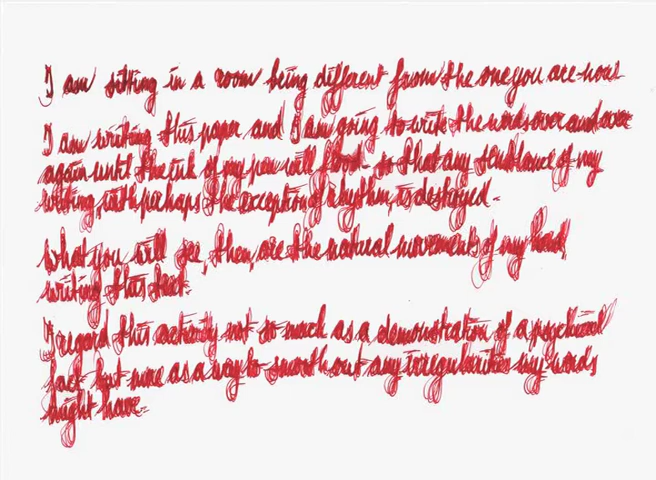 I am sitting in a room being different from the one you are now.
I am writing this paper and I am going to write the words over and over
again until the ink of my pen will flood so that any semblance of my
writing, with perhaps the exception of rhythm, is destroyed.
What you will see, then, are the natural movements of my hand,
writing this text.
I regard this activity not so much as a demonstration of a psychical
fact but more as a way to smooth out any irregularities my words
might have.